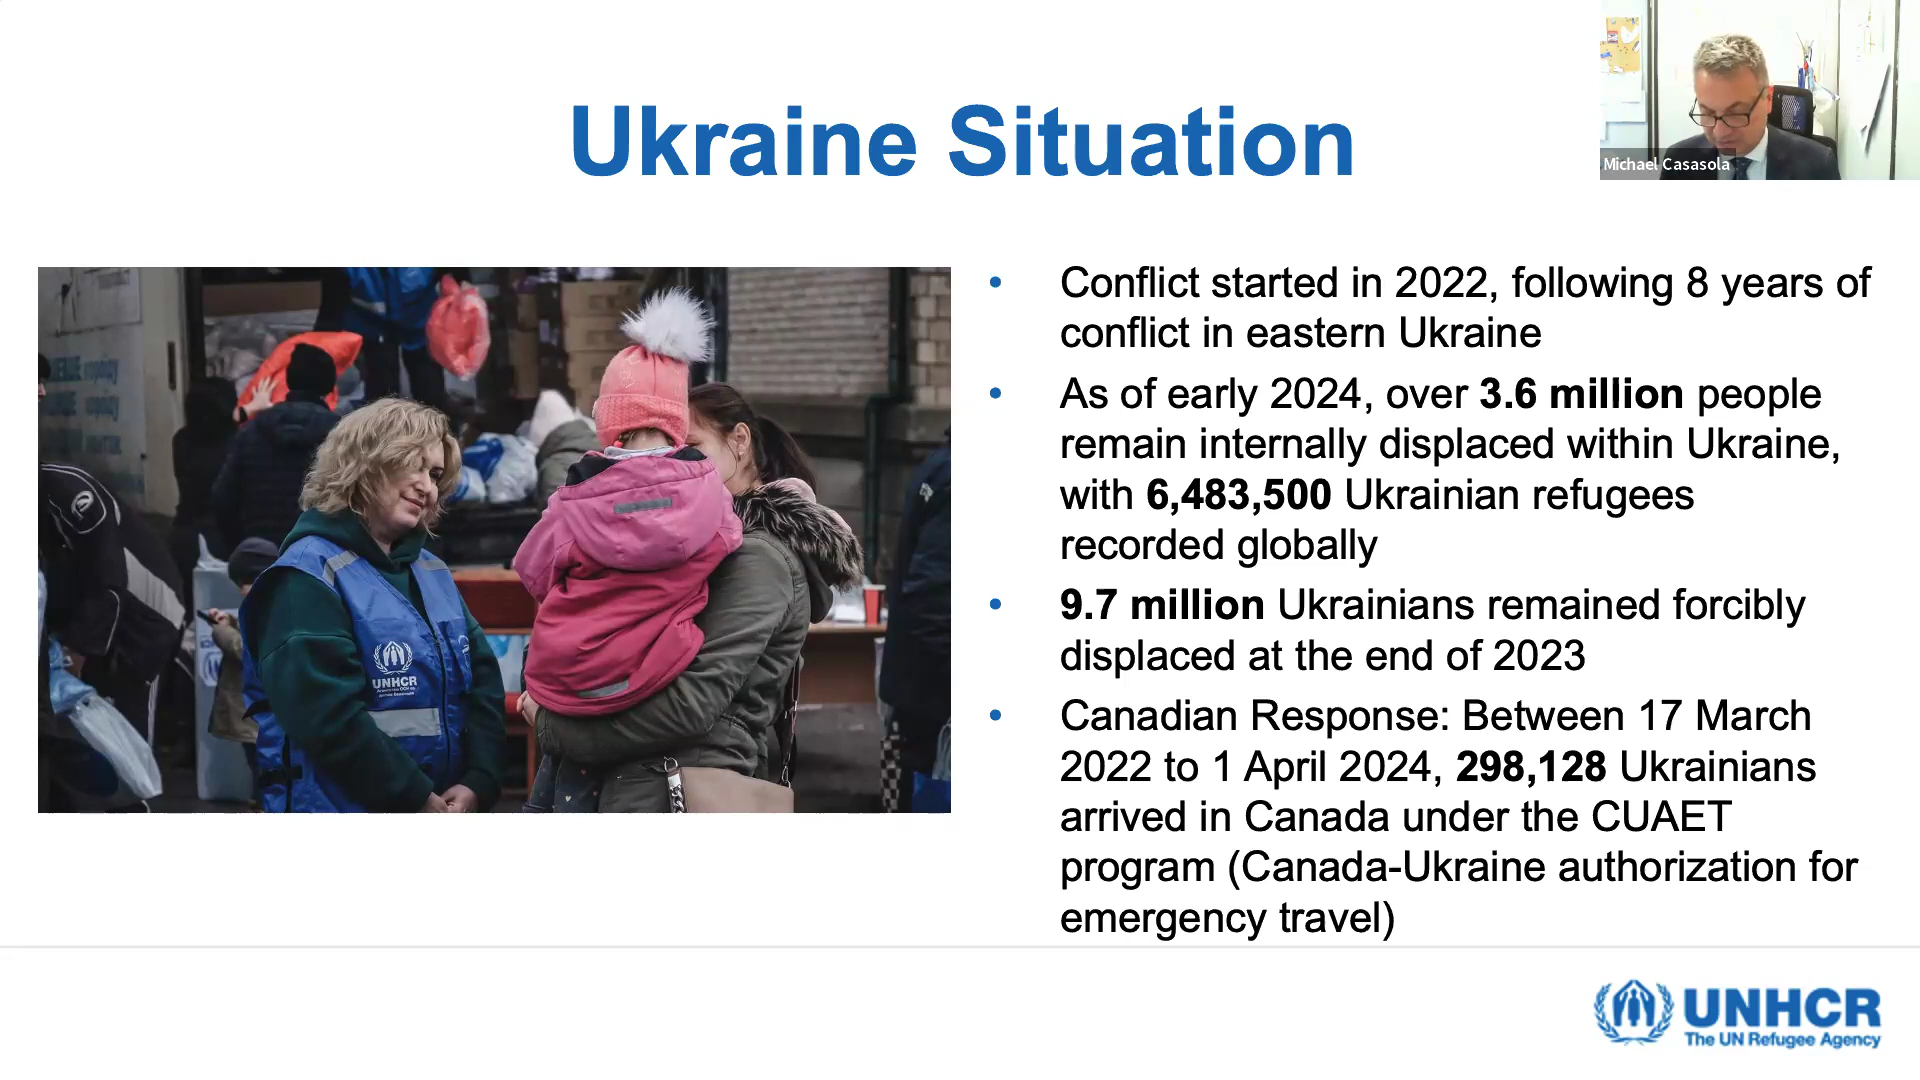 Ukraine Situation
Michael Casasola
• Conflict started in 2022, following 8 years of
conflict in eastern Ukraine
• As of early 2024, over 3.6 million people
remain internally displaced within Ukraine,
with 6,483,500 Ukrainian refugees
recorded globally
• 9.7 million Ukrainians remained forcibly
displaced at the end of 2023
• Canadian Response: Between 17 March
2022 to 1 April 2024, 298,128 Ukrainians
arrived in Canada under the CUAET
program (Canada-Ukraine authorization for
emergency travel)
UNHCR
UNHCR
The UN Refugee Agency